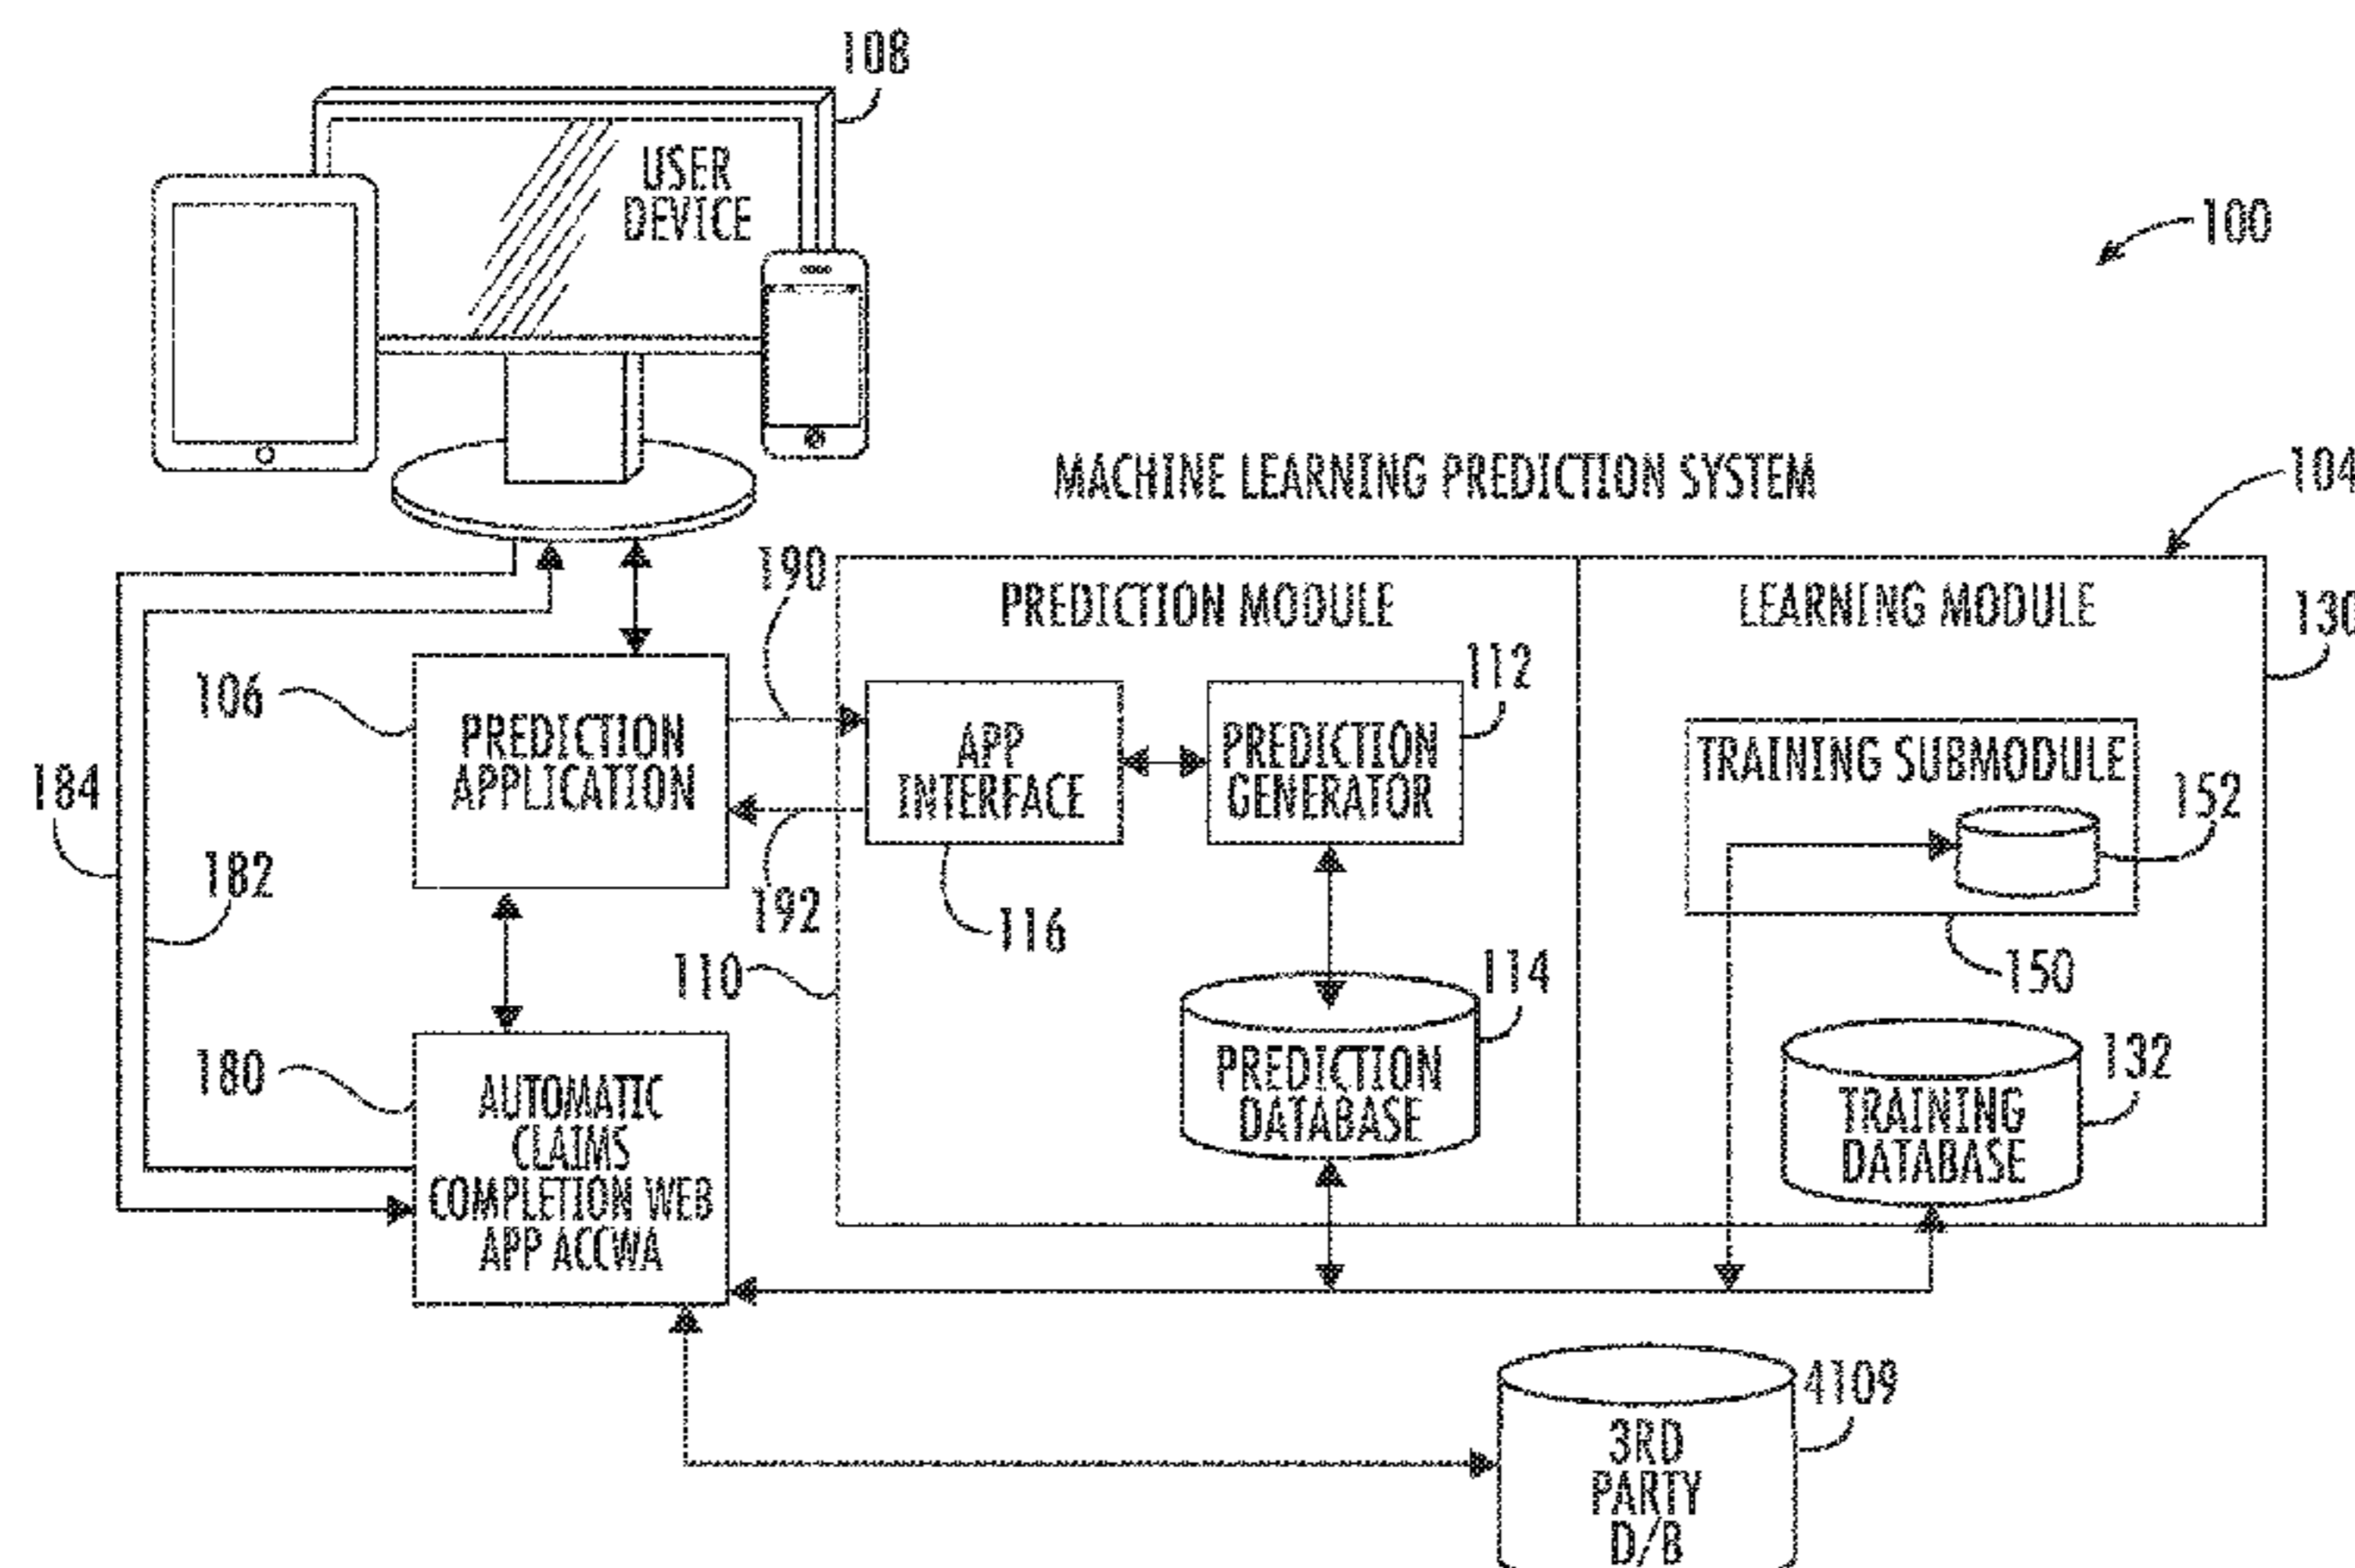 108
USER
DEVICE
100
MACHINE LEARNING PREDICTION SYSTEM
104
190
PREDICTION MODULE
LEARNING MODULE
130
106
PREDICTION
APPLICATION
APP
INTERFACE
PREDICTION
GENERATOR
112
TRAINING SUBMODULE
152
184
182
192
116
110
114
150
180
AUTOMATIC
CLAIMS
COMPLETION WEB
APP ACCWA
PREDICTION
DATABASE
132
TRAINING
DATABASE
4109
3RD
PARTY
D/B